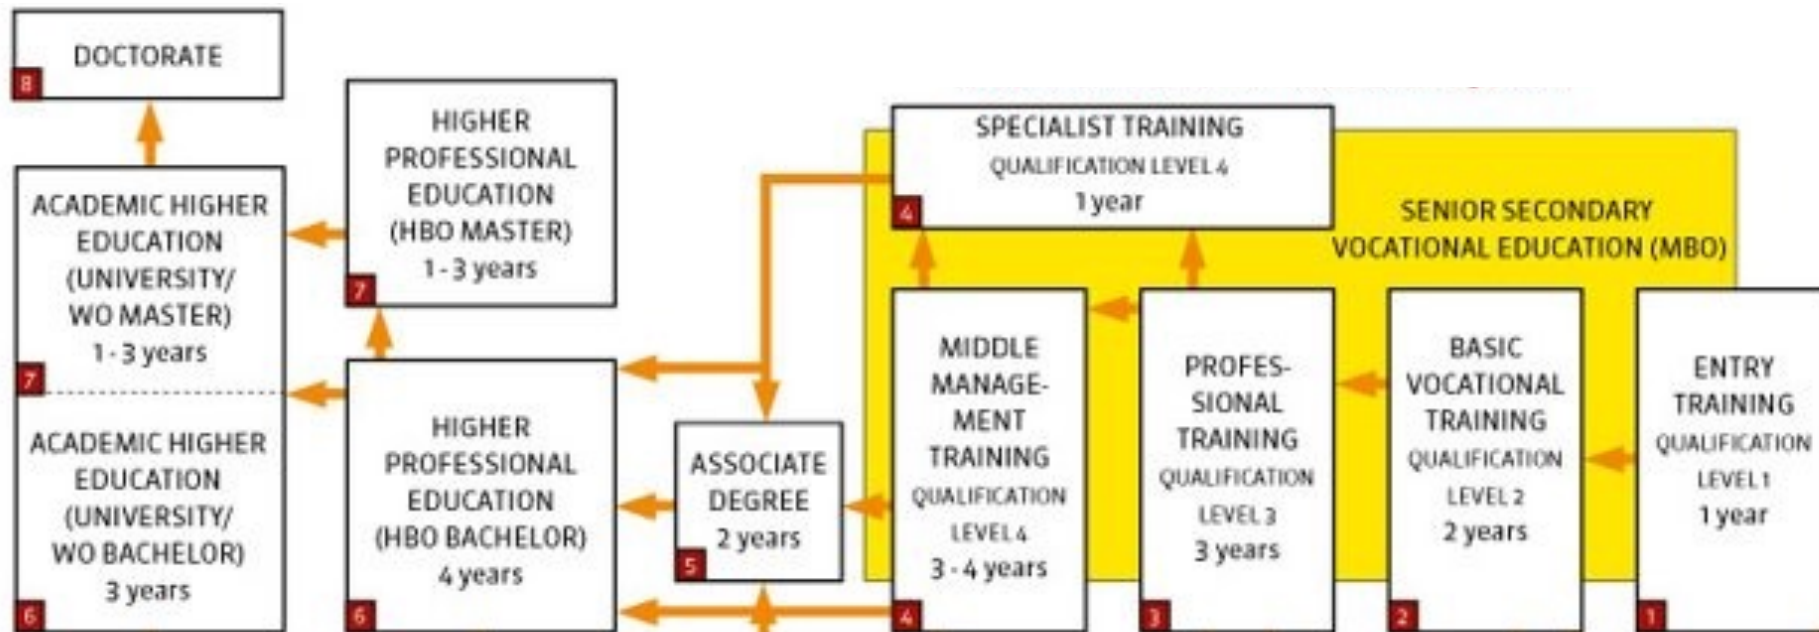 DOCTORATE
8
ACADEMIC HIGHER
EDUCATION
(UNIVERSITY/
WO MASTER)
1 - 3 years
7
ACADEMIC HIGHER
EDUCATION
(UNIVERSITY/
WO BACHELOR)
3 years
6
HIGHER
PROFESSIONAL
EDUCATION
(HBO MASTER)
1 - 3 years
7
HIGHER
PROFESSIONAL
EDUCATION
(HBO BACHELOR)
4 years
6
ASSOCIATE
DEGREE
2 years
5
SPECIALIST TRAINING
QUALIFICATION LEVEL 4
1 year
4
SENIOR SECONDARY
VOCATIONAL EDUCATION (MBO)
MIDDLE
MANAGE-
MENT
TRAINING
QUALIFICATION
LEVEL 4
3 - 4 years
4
PROFES-
SIONAL
TRAINING
QUALIFICATION
LEVEL 3
3 years
3
BASIC
VOCATIONAL
TRAINING
QUALIFICATION
LEVEL 2
2 years
2
ENTRY
TRAINING
QUALIFICATION
LEVEL 1
1 year
1